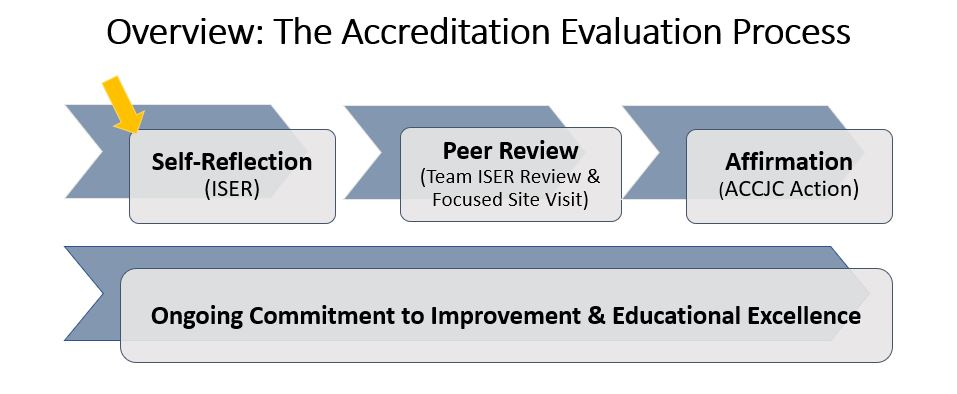 Overview: The Accreditation Evaluation Process
Self-Reflection
(ISER)
Peer Review
(Team ISER Review &
Focused Site Visit)
Affirmation
(ACCJC Action)
Ongoing Commitment to Improvement & Educational Excellence